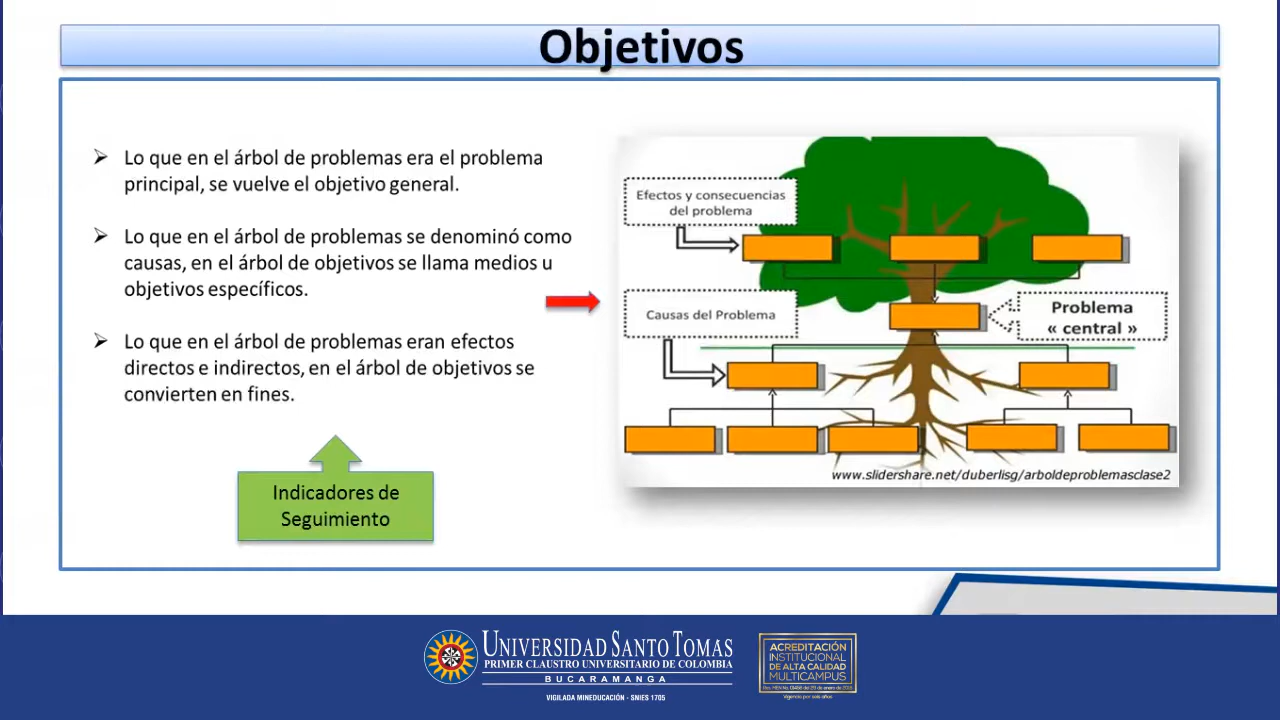 Objetivos
Lo que en el árbol de problemas era el problema
principal, se vuelve el objetivo general.
Lo que en el árbol de problemas se denominó como
causas, en el árbol de objetivos se llama medios u
objetivos específicos.
Lo que en el árbol de problemas eran efectos
directos e indirectos, en el árbol de objetivos se
convierten en fines.
Indicadores de
Seguimiento
Efectos y consecuencias
del problema
Causas del Problema
Problema
« central »
www.slidershare.net/duberlisg/arboldeproblemasclase2
UNIVERSIDAD SANTO TOMAS
PRIMER CLAUSTRO UNIVERSITARIO DE COLOMBIA
BUCARAMANGA
VIGILADA MINEDUCACIÓN - SNIES 1705
ACREDITACIÓN
INSTITUCIONAL
DE ALTA CALIDAD
MULTICAMPUS